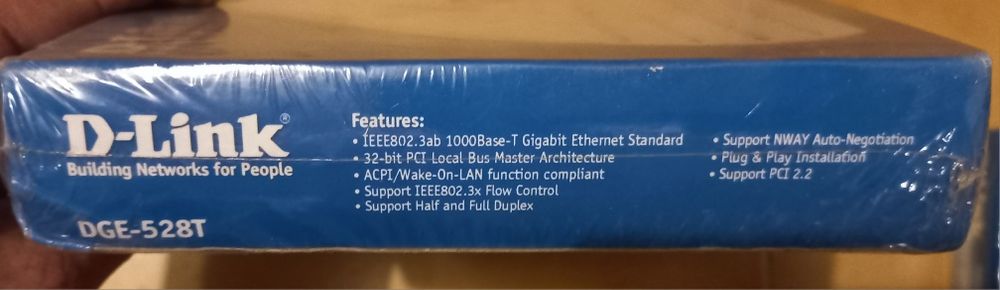 D-Link®
Building Networks for People
DGE-528T
Features:
• IEEE802.3ab 1000Base-T Gigabit Ethernet Standard
• 32-bit PCI Local Bus Master Architecture
• ACPI/Wake-On-LAN function compliant
• Support IEEE802.3x Flow Control
• Support Half and Full Duplex
• Support NWAY Auto-Negotiation
• Plug & Play Installation
• Support PCI 2.2